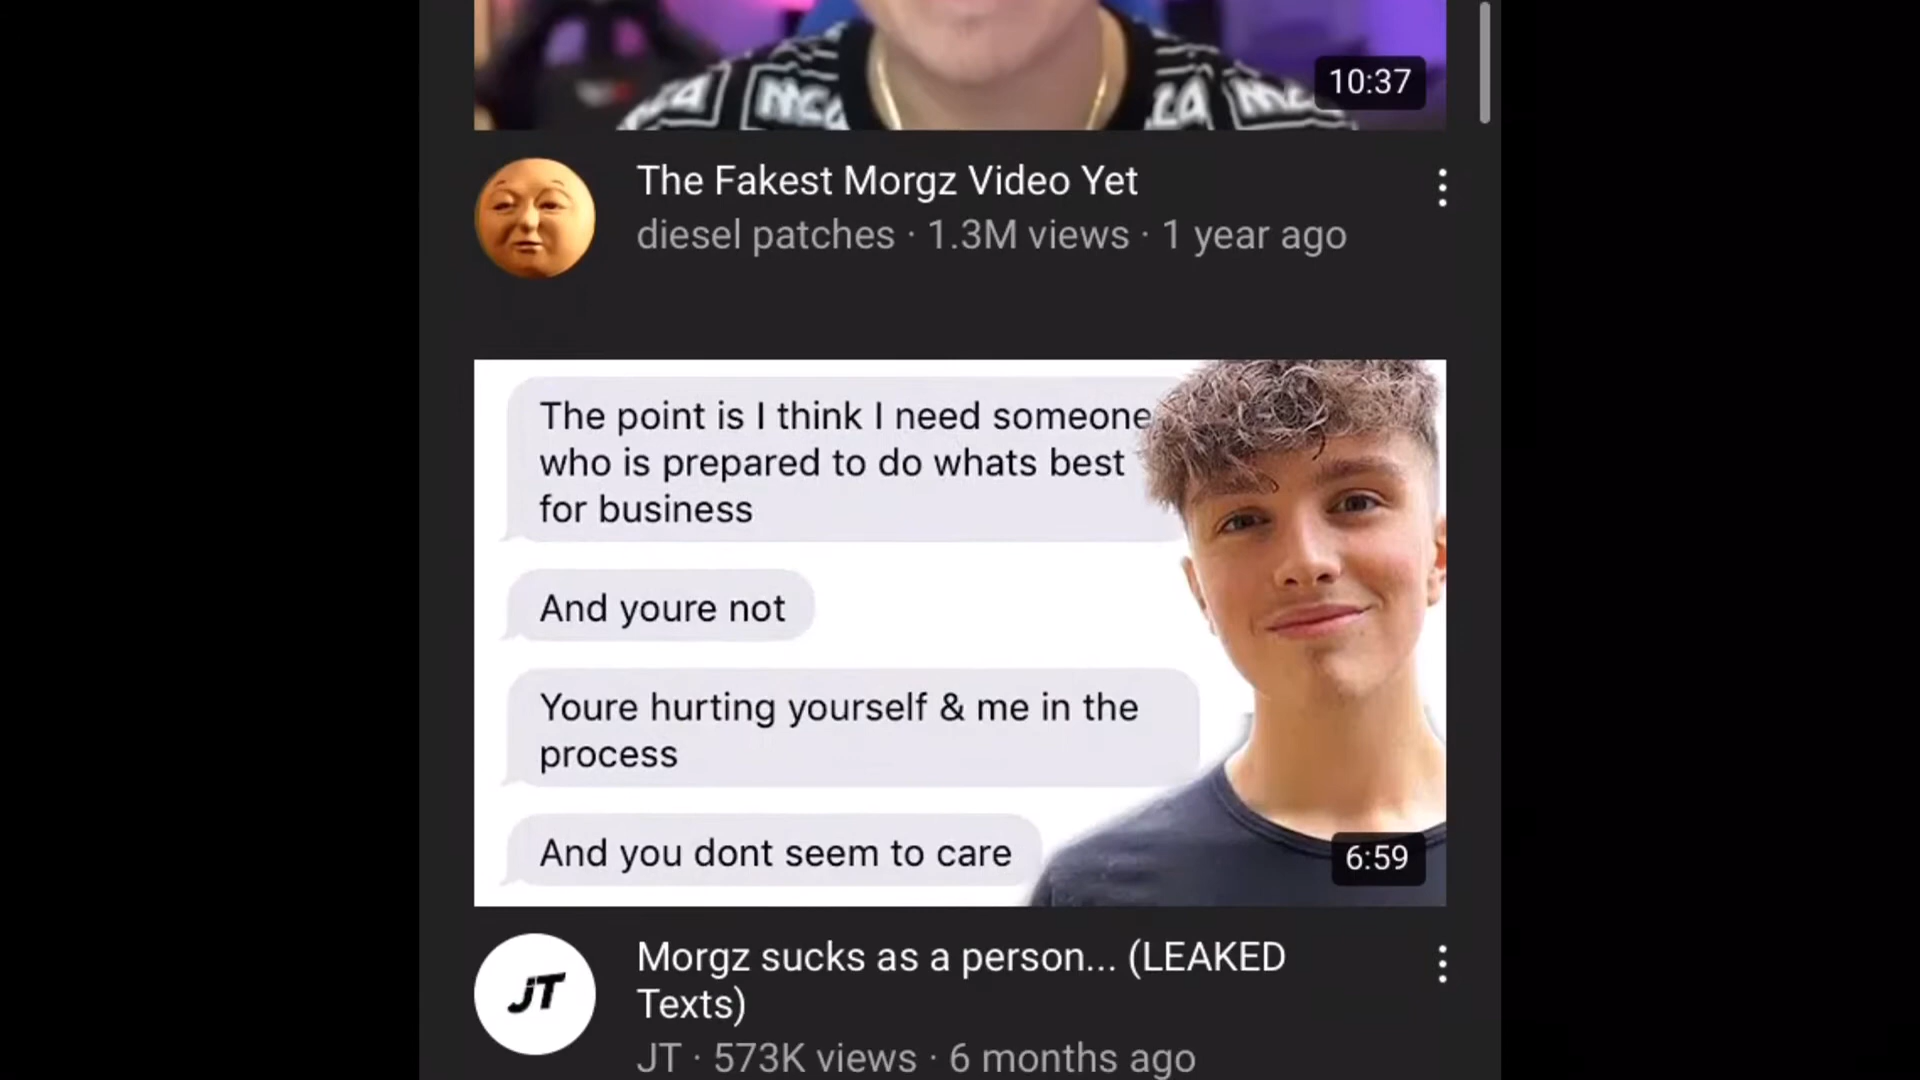 10:37
The Fakest Morgz Video Yet
diesel patches · 1.3M views · 1 year ago
The point is I think I need someone
who is prepared to do whats best
for business
And youre not
Youre hurting yourself & me in the
process
And you dont seem to care
6:59
JT
Morgz sucks as a person... (LEAKED
Texts)
JT · 573K views · 6 months ago